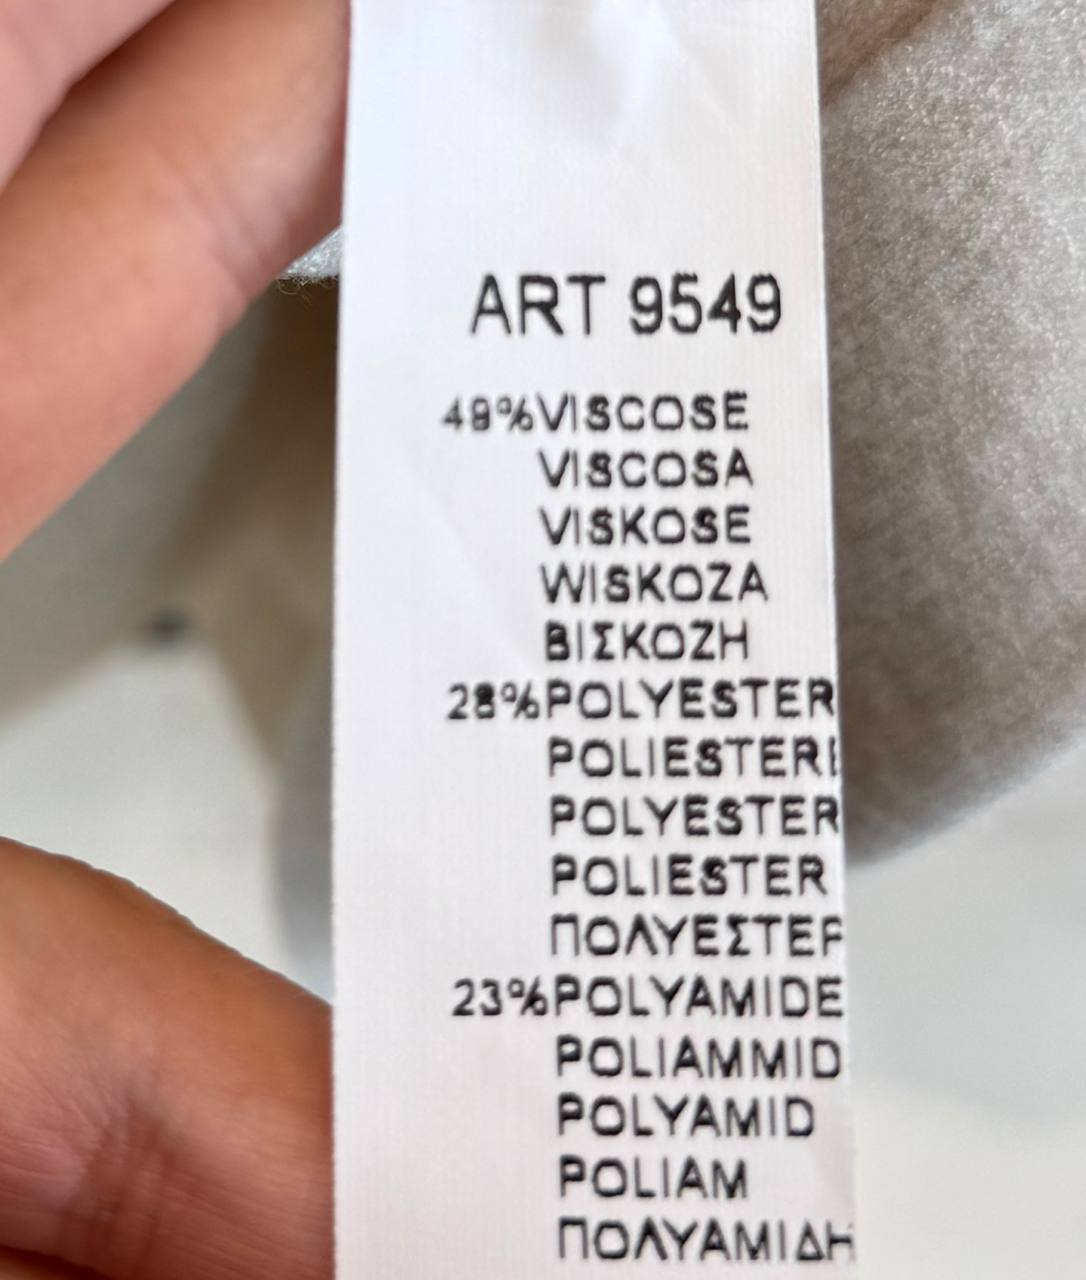 ART 9549
49%VISCOSE
VISCOSA
VISKOSE
WISKOZA
ΒΙΣΚΟΖΗ
28%POLYESTER
POLIESTERE
POLYESTER
POLIESTER
ΠΟΛΥΕΣΤΕΡ
23%POLYAMIDE
POLIAMMID
POLYAMID
POLIAM
ΠΟΛΥΑΜΙΔΗ